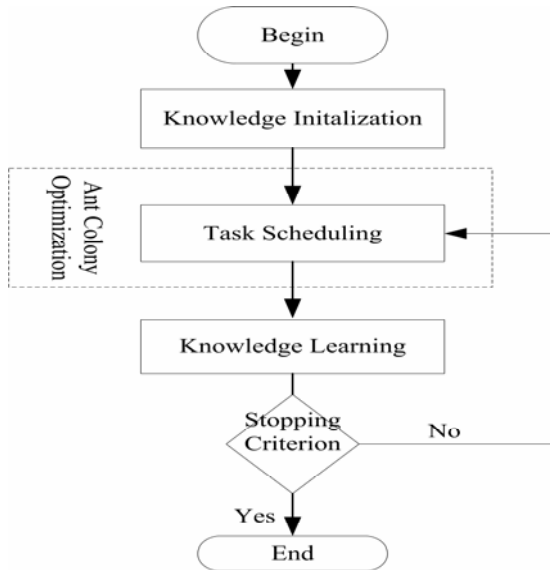 Begin
Knowledge Initalization
Ant Colony
Optimization
Task Scheduling
Knowledge Learning
Stopping
Criterion
No
Yes
End